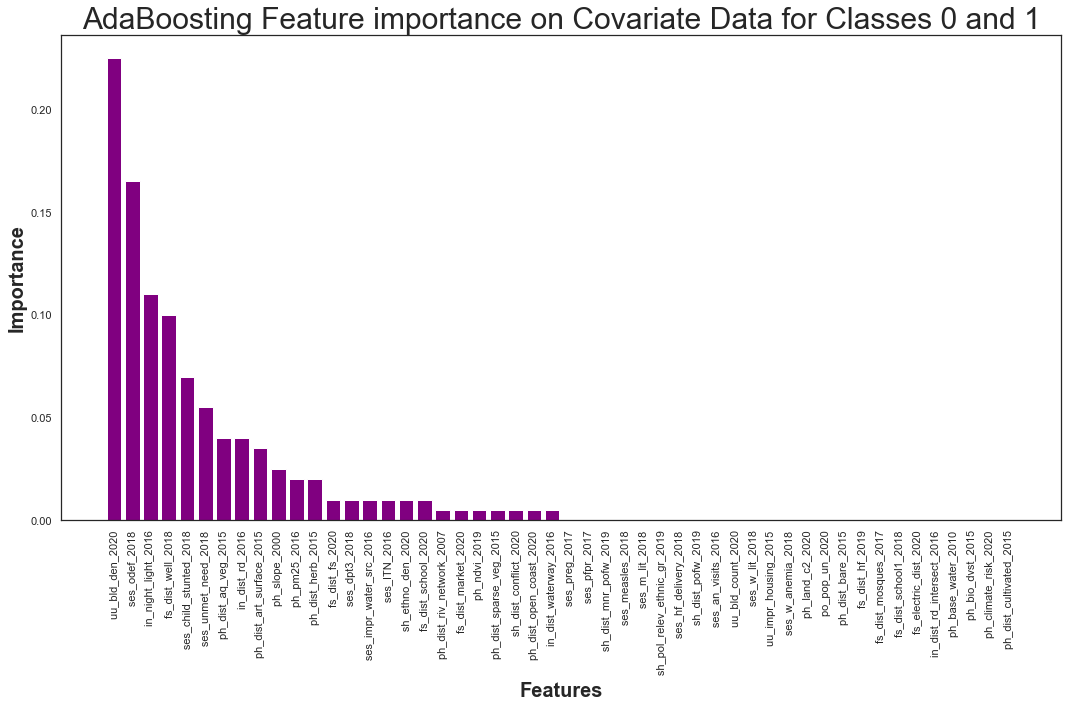 AdaBoosting Feature importance on Covariate Data for Classes 0 and 1
Importance
0.20
0.15
0.10
0.05
0.00
uu_bld_den_2020
ses_odef_2018
in_night_light_2016
fs_dist_well_2018
ses_child_stunted_2018
ses_unmet_need_2018
ph_dist_aq_veg_2015
in_dist_rd_2016
ph_dist_art_surface_2015
ph_slope_2000
ph_pm25_2016
ph_dist_herb_2015
fs_dist_fs_2020
ses_dpt3_2018
ses_impr_water_src_2016
ses_ITN_2016
sh_ethno_den_2020
fs_dist_school_2020
ph_dist_riv_network_2007
fs_dist_market_2020
ph_ndvi_2019
ph_dist_sparse_veg_2015
sh_dist_conflict_2020
ph_dist_open_coast_2020
in_dist_waterway_2016
ses_preg_2017
ses_pfpr_2017
sh_dist_mnr_pofw_2019
ses_measles_2018
ses_m_lit_2018
sh_pol_relev_ethnic_gr_2019
ses_hf_delivery_2018
sh_dist_pofw_2019
ses_an_visits_2016
uu_bld_count_2020
ses_w_lit_2018
uu_impr_housing_2015
ses_w_anemia_2018
ph_land_c2_2020
po_pop_un_2020
ph_dist_bare_2015
fs_dist_hf_2019
fs_dist_mosques_2017
fs_dist_school1_2018
fs_electric_dist_2020
in_dist_rd_intersect_2016
ph_base_water_2010
ph_bio_dvst_2015
ph_climate_risk_2020
ph_dist_cultivated_2015
Features